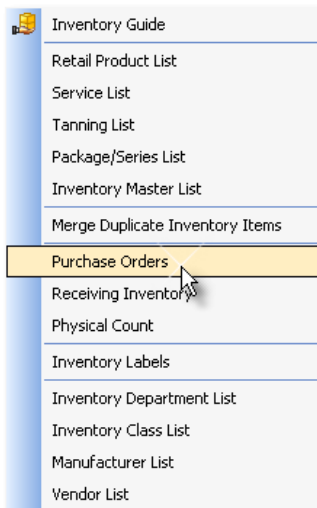 Inventory Guide
Retail Product List
Service List
Tanning List
Package/Series List
Inventory Master List
Merge Duplicate Inventory Items
Purchase Orders
Receiving Inventory
Physical Count
Inventory Labels
Inventory Department List
Inventory Class List
Manufacturer List
Vendor List